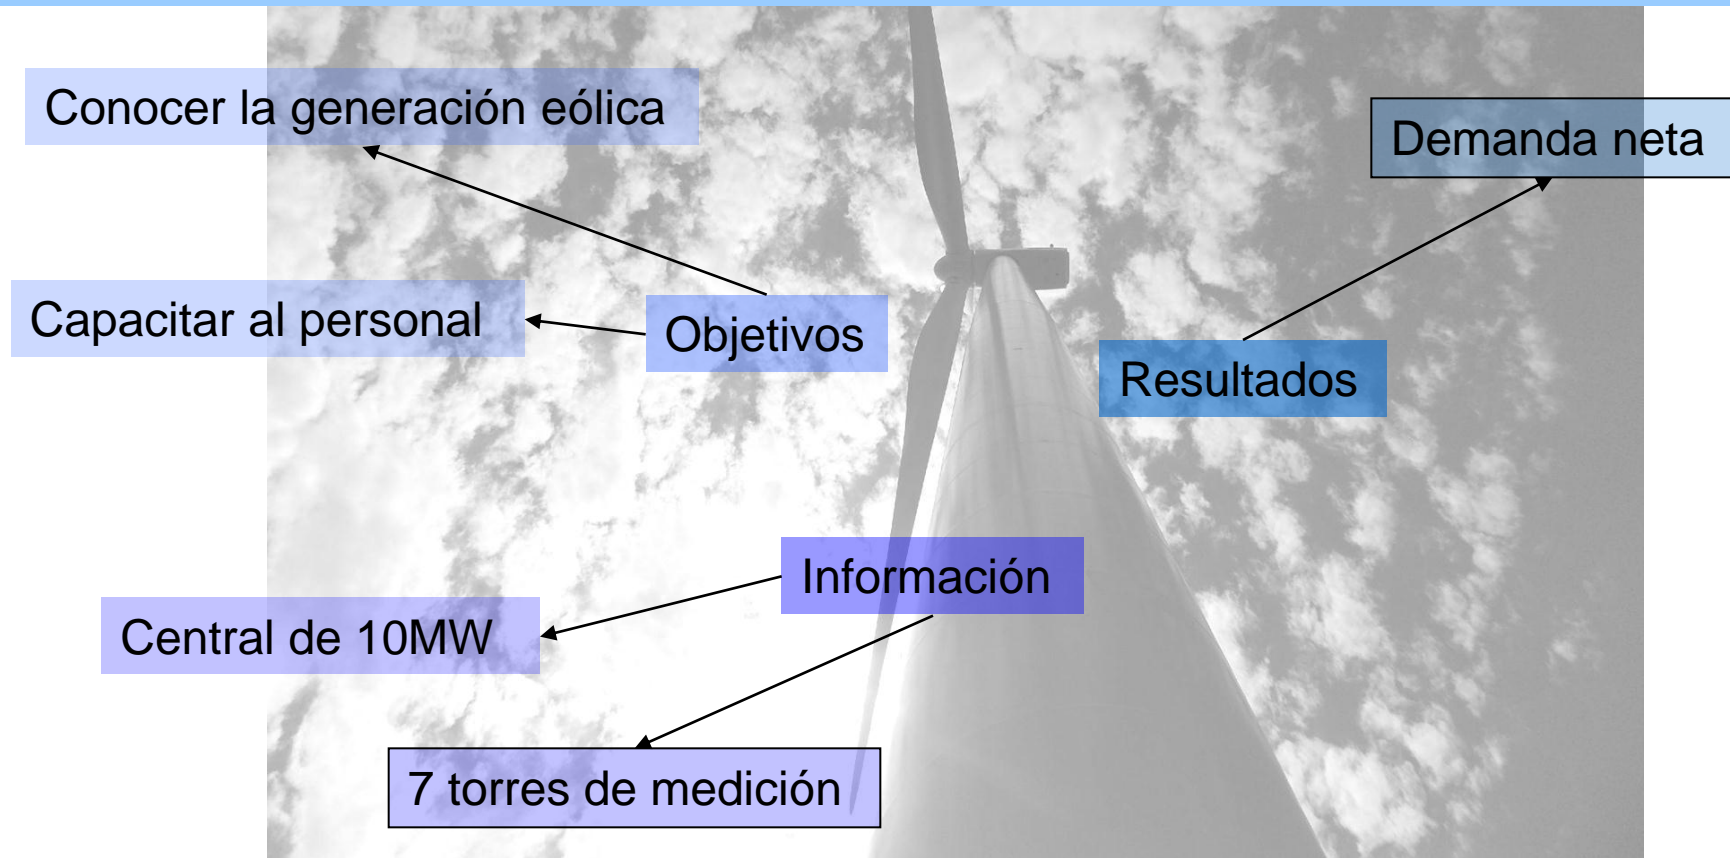 Conocer la generación eólica
Demanda neta
Capacitar al personal
Objetivos
Resultados
Información
Central de 10MW
7 torres de medición